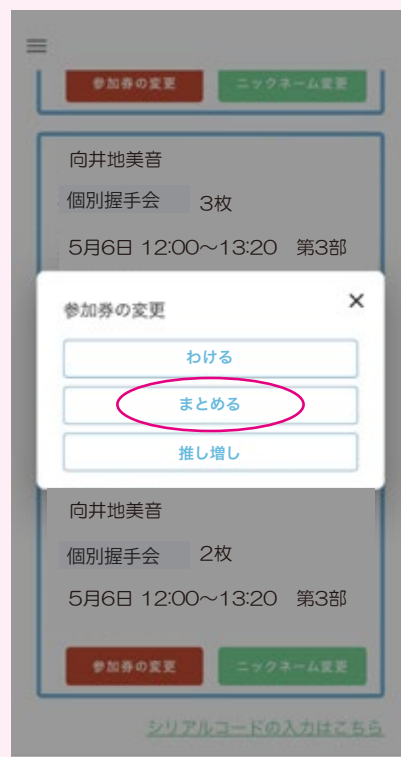 参加券の変更 ニックネーム変更
向井地美音
個別握手会 3枚
5月6日 12:00〜13:20 第3部
参加券の変更 ×
わける
まとめる
推し増し
向井地美音
個別握手会 2枚
5月6日 12:00〜13:20 第3部
参加券の変更 ニックネーム変更
シリアルコードの入力はこちら